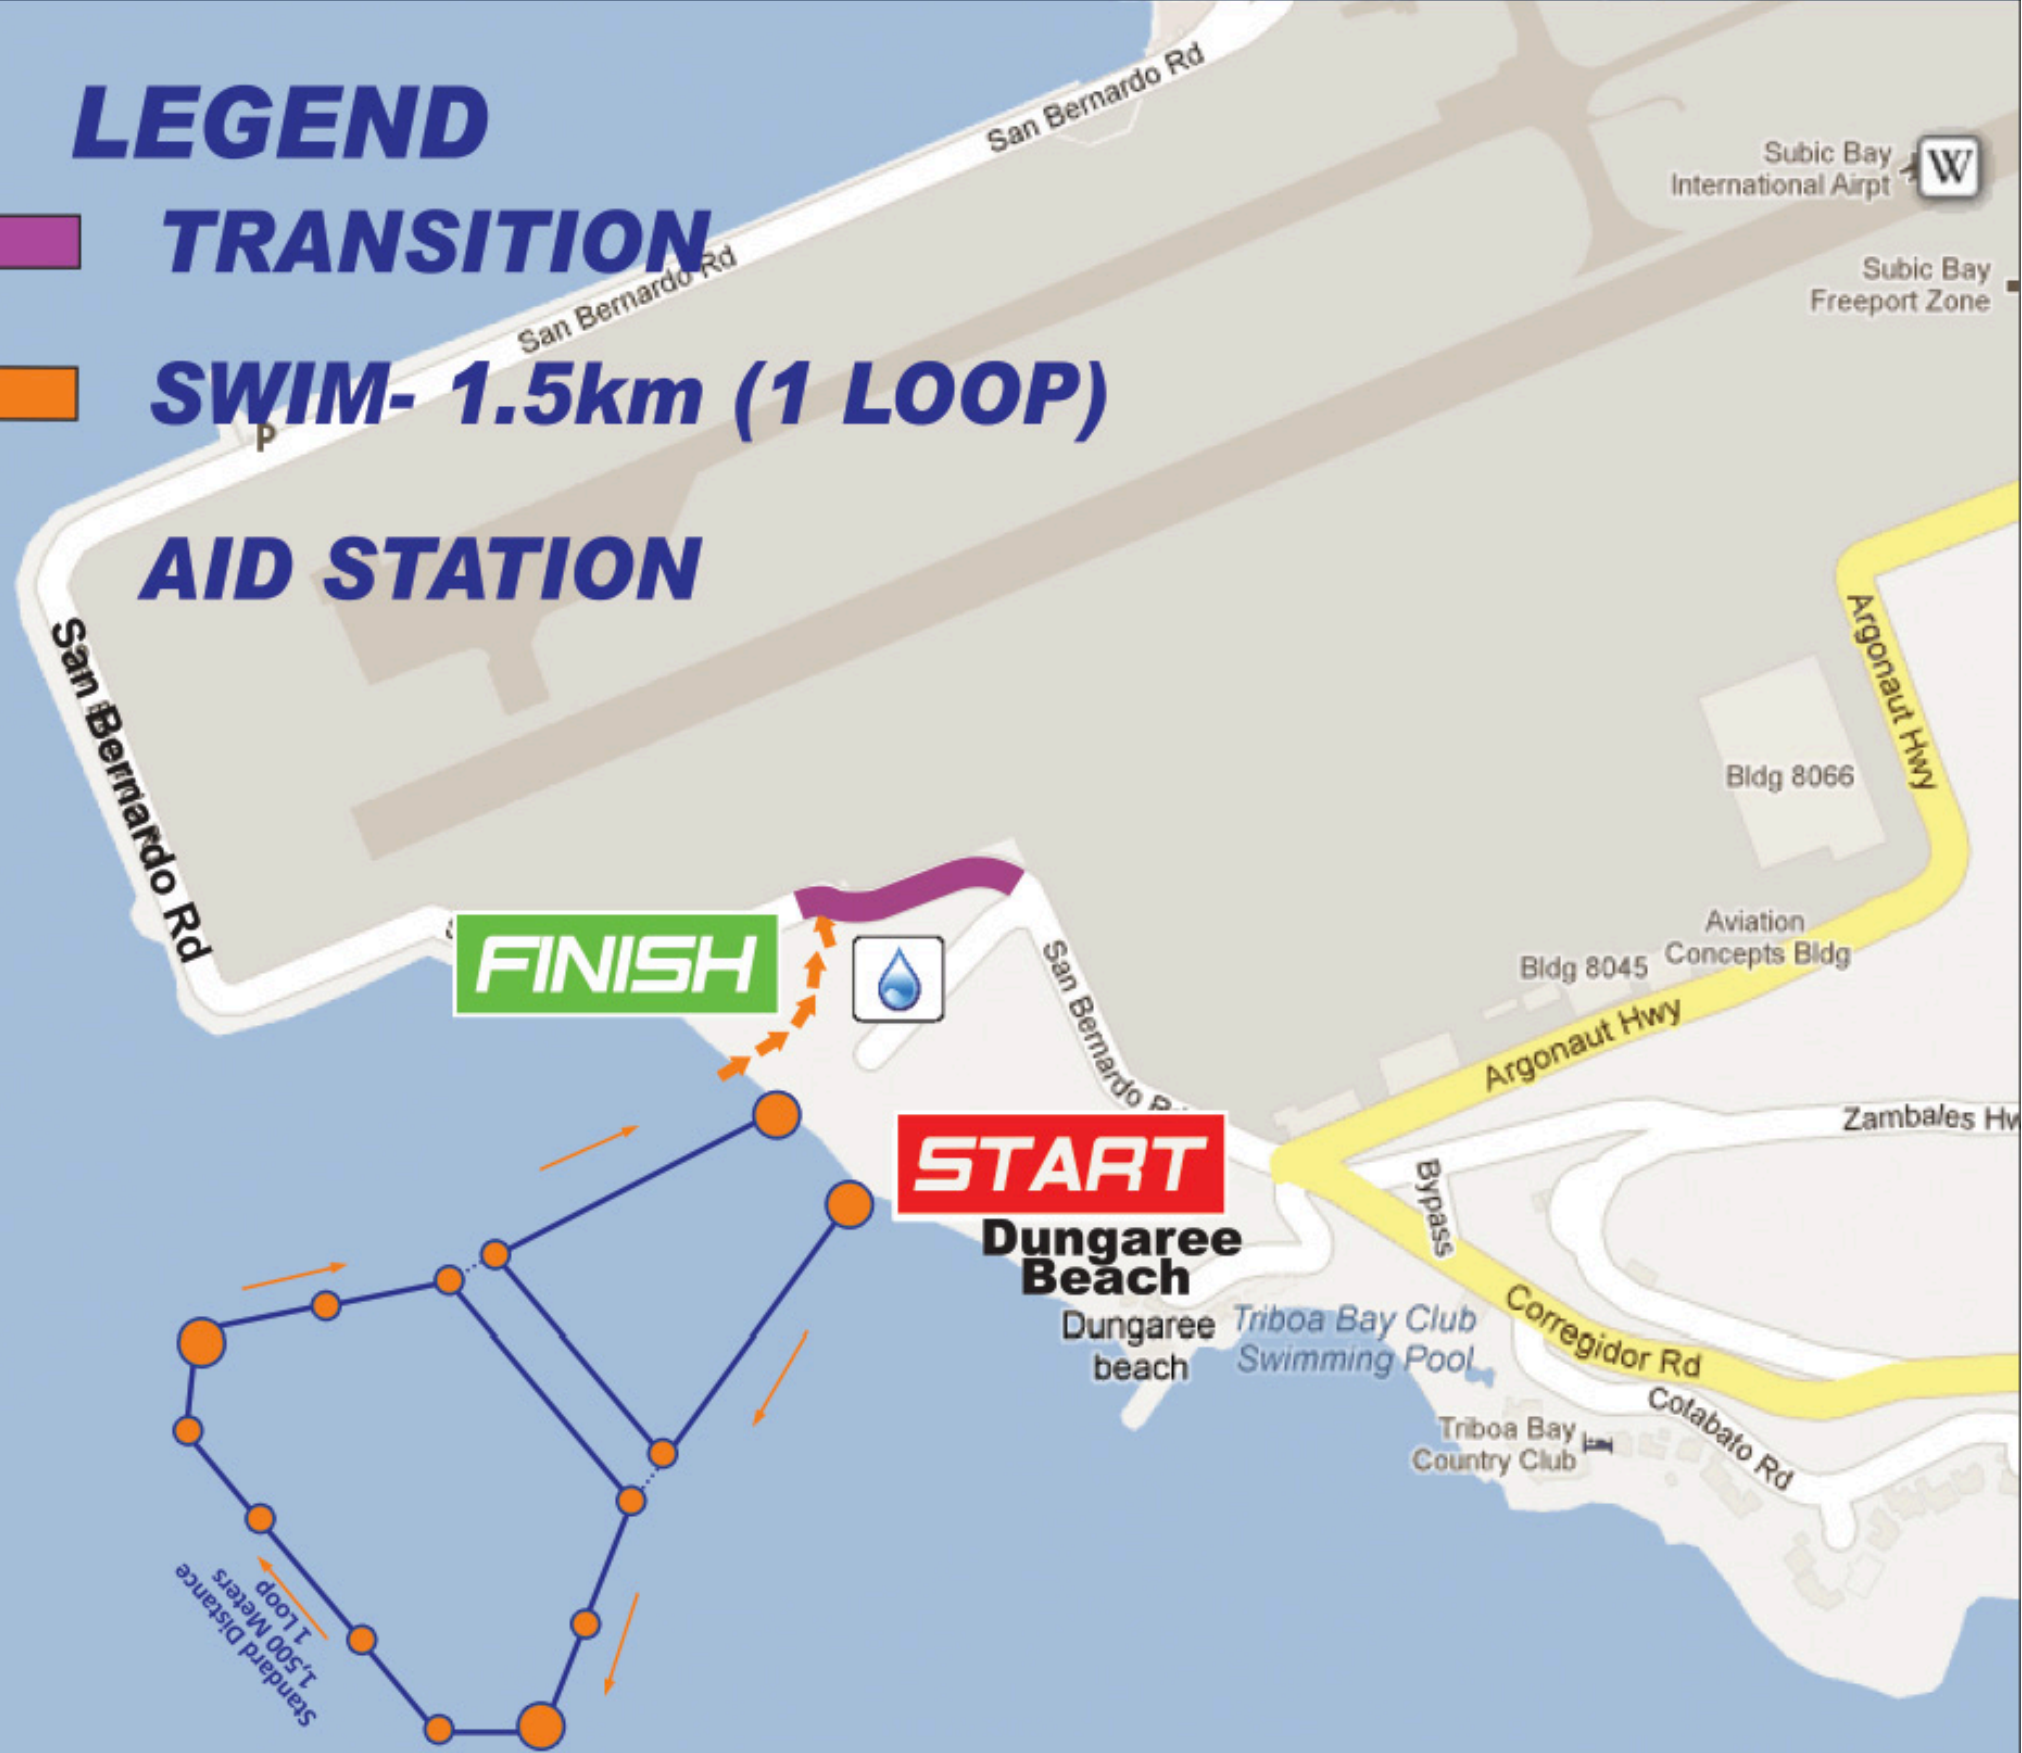 LEGEND
TRANSITION
SWIM- 1.5km (1 LOOP)
AID STATION
San Bernardo Rd
San Bernardo Rd
P
San Bernardo Rd
Subic Bay
International Airpt
W
Subic Bay
Freeport Zone
Argonaut Hwy
Bldg 8066
Aviation
Concepts Bldg
Bldg 8045
Argonaut Hwy
FINISH
San Bernardo
START
Dungaree
Beach
Dungaree
beach
Triboa Bay Club
Swimming Pool
Zambales Hw
Bypass
Corregidor Rd
Cotabato Rd
Triboa Bay
Country Club
Standard Distance
1,500 Meters
1 Loop